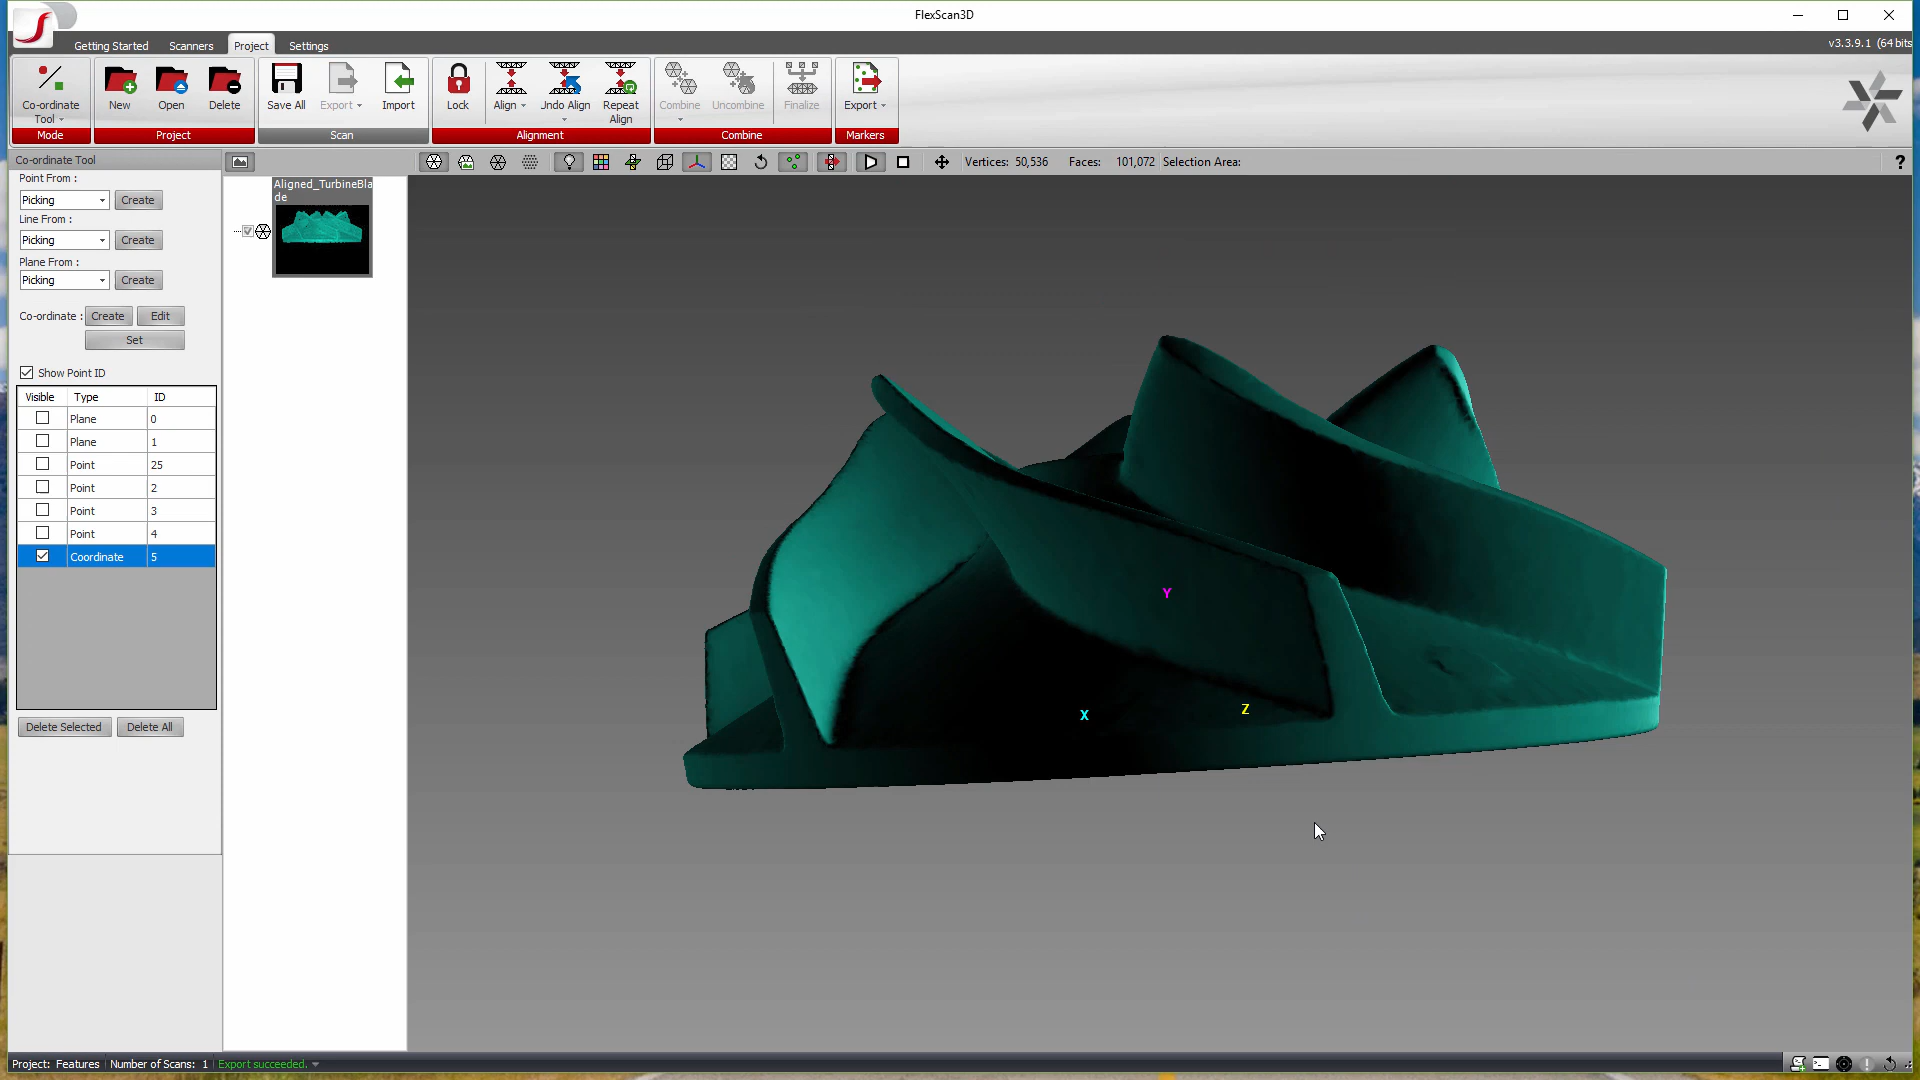 FlexScan3D
Getting Started Scanners Project Settings
v3.3.9.1 (64 bits
Co-ordinate Tool
New Open Delete
Save All Export Import
Lock Align Undo Align Repeat Align
Combine Uncombine Finalize
Export
Mode Project Scan Alignment Combine Markers
Co-ordinate Tool
Vertices: 50,536 Faces: 101,072 Selection Area:
?
Point From :
Picking Create
Line From :
Picking Create
Plane From :
Picking Create
Co-ordinate : Create Edit
Set
Show Point ID
Visible Type ID
Plane 0
Plane 1
Point 25
Point 2
Point 3
Point 4
Coordinate 5
Delete Selected Delete All
Aligned_TurbineBla
de
Y
X
Z
Project: Features Number of Scans: 1 Export succeeded.